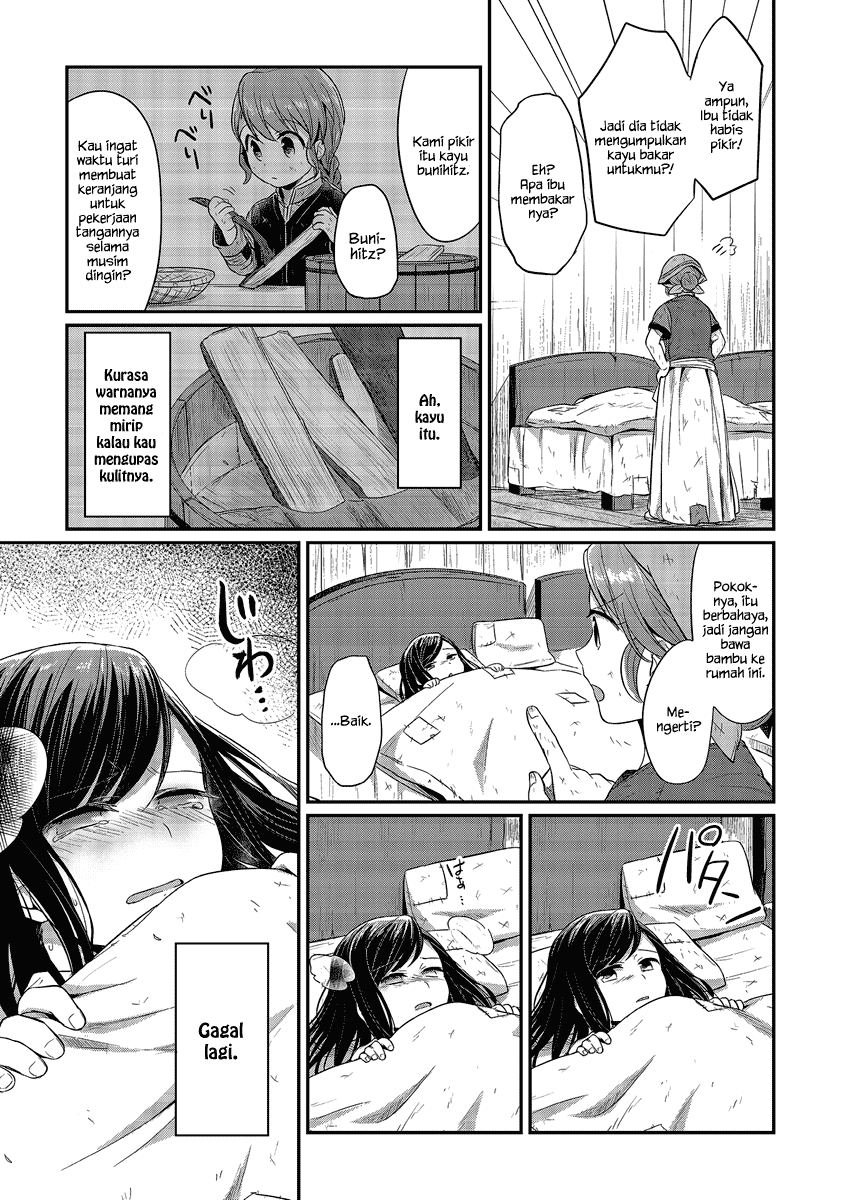 Ya
ampun,
Ibu tidak
habis
pikir!
Jadi dia tidak
mengumpulkan
kayu bakar
untukmu?!
Eh?
Apa ibu
membakar
nya?
Kami pikir
itu kayu
bunihitz.
べり
べり
Buni-
hitz?
Kau ingat
waktu turi
membuat
keranjang
untuk
pekerjaan
tangannya
selama
musim
dingin?
Ah,
kayu
itu.
Kurasa
warnanya
memang
mirip
kalau kau
mengupas
kulitnya.
Pokok-
nya, itu
berbahaya,
jadi jangan
bawa
bambu ke
rumah ini.
Me-
ngerti?
...Baik.
パタ―
はぁ…
じわ…
Gagal
lagi.